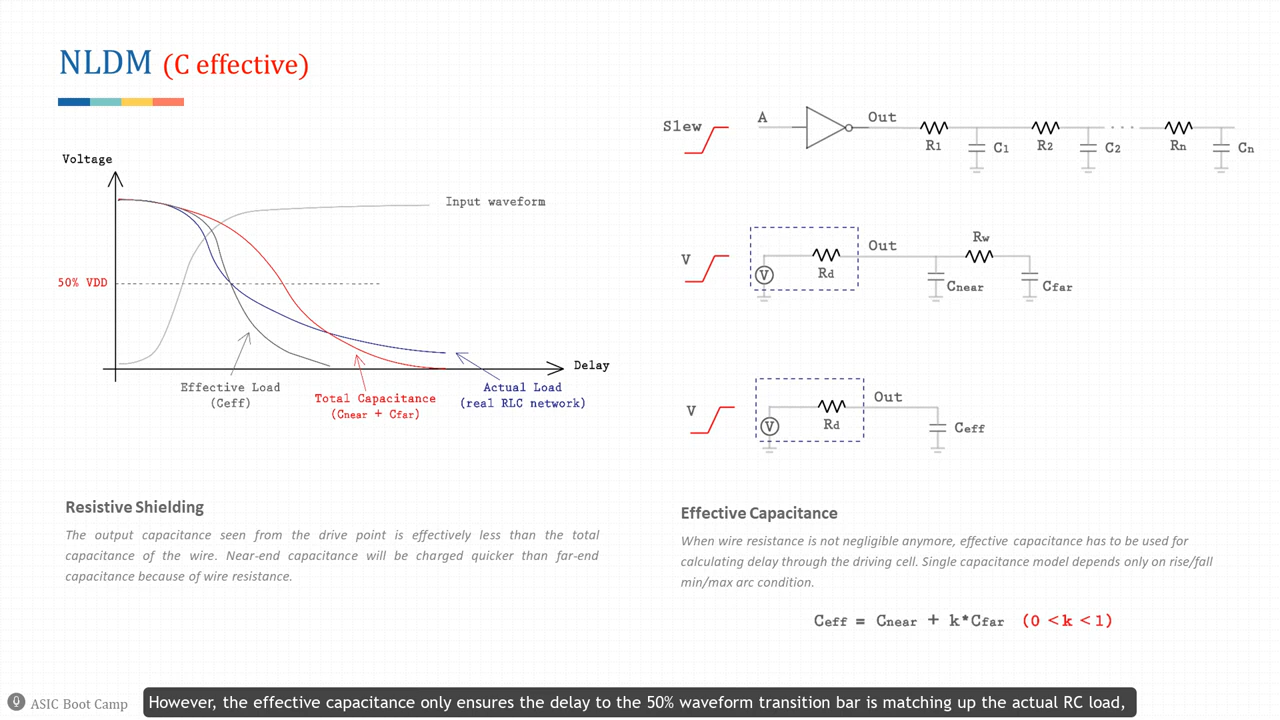 NLDM (C effective)
Voltage
Input waveform
50% VDD
Delay
Effective Load
(Ceff)
Total Capacitance
(Cnear + Cfar)
Actual Load
(real RLC network)
Slew
A
Out
R1
C1
R2
C2
...
Rn
Cn
V
V
Rd
Out
Rw
Cnear
Cfar
V
V
Rd
Out
Ceff
Resistive Shielding
The output capacitance seen from the drive point is effectively less than the total
capacitance of the wire. Near-end capacitance will be charged quicker than far-end
capacitance because of wire resistance.
Effective Capacitance
When wire resistance is not negligible anymore, effective capacitance has to be used for
calculating delay through the driving cell. Single capacitance model depends only on rise/fall
min/max arc condition.
Ceff = Cnear + k*Cfar (0 < k < 1)
ASIC Boot Camp
However, the effective capacitance only ensures the delay to the 50% waveform transition bar is matching up the actual RC load,